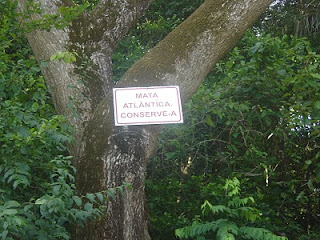 MATA
ATLÂNTICA.
CONSERVE-A